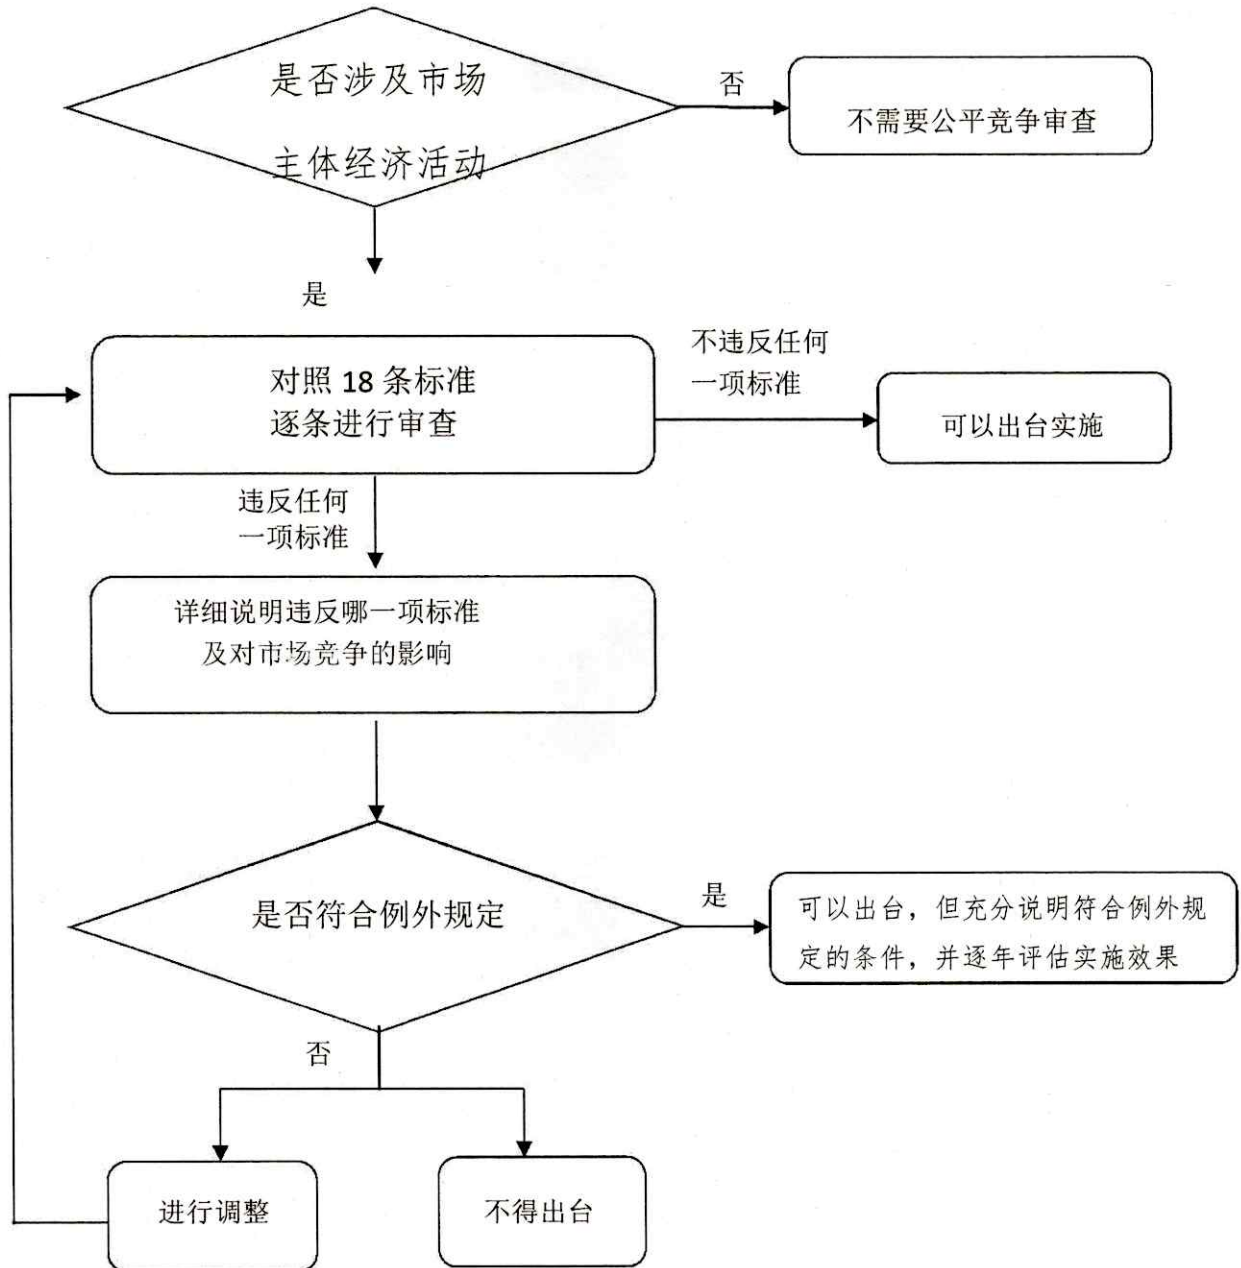 是否涉及市场
主体经济活动
否
不需要公平竞争审查
是
对照 18 条标准
逐条进行审查
不违反任何
一项标准
可以出台实施
违反任何
一项标准
详细说明违反哪一项标准
及对市场竞争的影响
是否符合例外规定
是
可以出台，但充分说明符合例外规
定的条件，并逐年评估实施效果
否
进行调整
不得出台